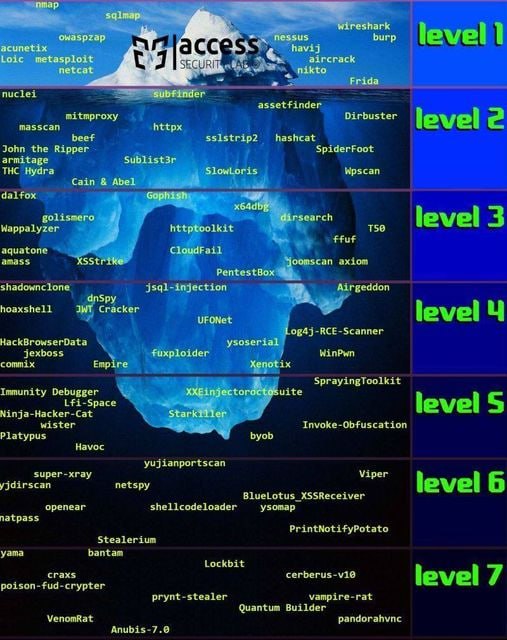 nmap
sqlmap
wireshark
owaspzap nessus burp
acunetix havij
Loic metasploit aircrack
netcat nikto
Frida
access
SECURITY LAB
level 1
nuclei subfinder
assetfinder
mitmproxy Dirbuster
masscan httpx
beef sslstrip2 hashcat
John the Ripper SpiderFoot
armitage Sublist3r
THC Hydra SlowLoris Wpscan
Cain & Abel
level 2
dalfox Gophish
x64dbg
golismero dirsearch
Wappalyzer httptoolkit T50
ffuf
aquatone CloudFail
amass XSStrike joomscan axiom
PentestBox
level 3
shadowclone jsql-injection Airgeddon
dnSpy
hoaxshell JWT Cracker
UFONet
Log4j-RCE-Scanner
HackBrowserData ysoserial
jexboss fuxploider WinPwn
commix Empire Xenotix
level 4
SprayingToolkit
Immunity Debugger XXEinjectoroctosuite
Lfi-Space
Ninja-Hacker-Cat Starkiller
wister Invoke-Obfuscation
Platypus byob
Havoc
level 5
yujianportscan
super-xray Viper
yjdirscan netspy
BlueLotus_XSSReceiver
openear shellcodeloader ysomap
natpass
PrintNotifyPotato
Stealerium
level 6
yama bantam
Lockbit
craxs cerberus-v10
poison-fud-crypter
prynt-stealer vampire-rat
Quantum Builder
VenomRat pandorahvnc
Anubis-7.0
level 7